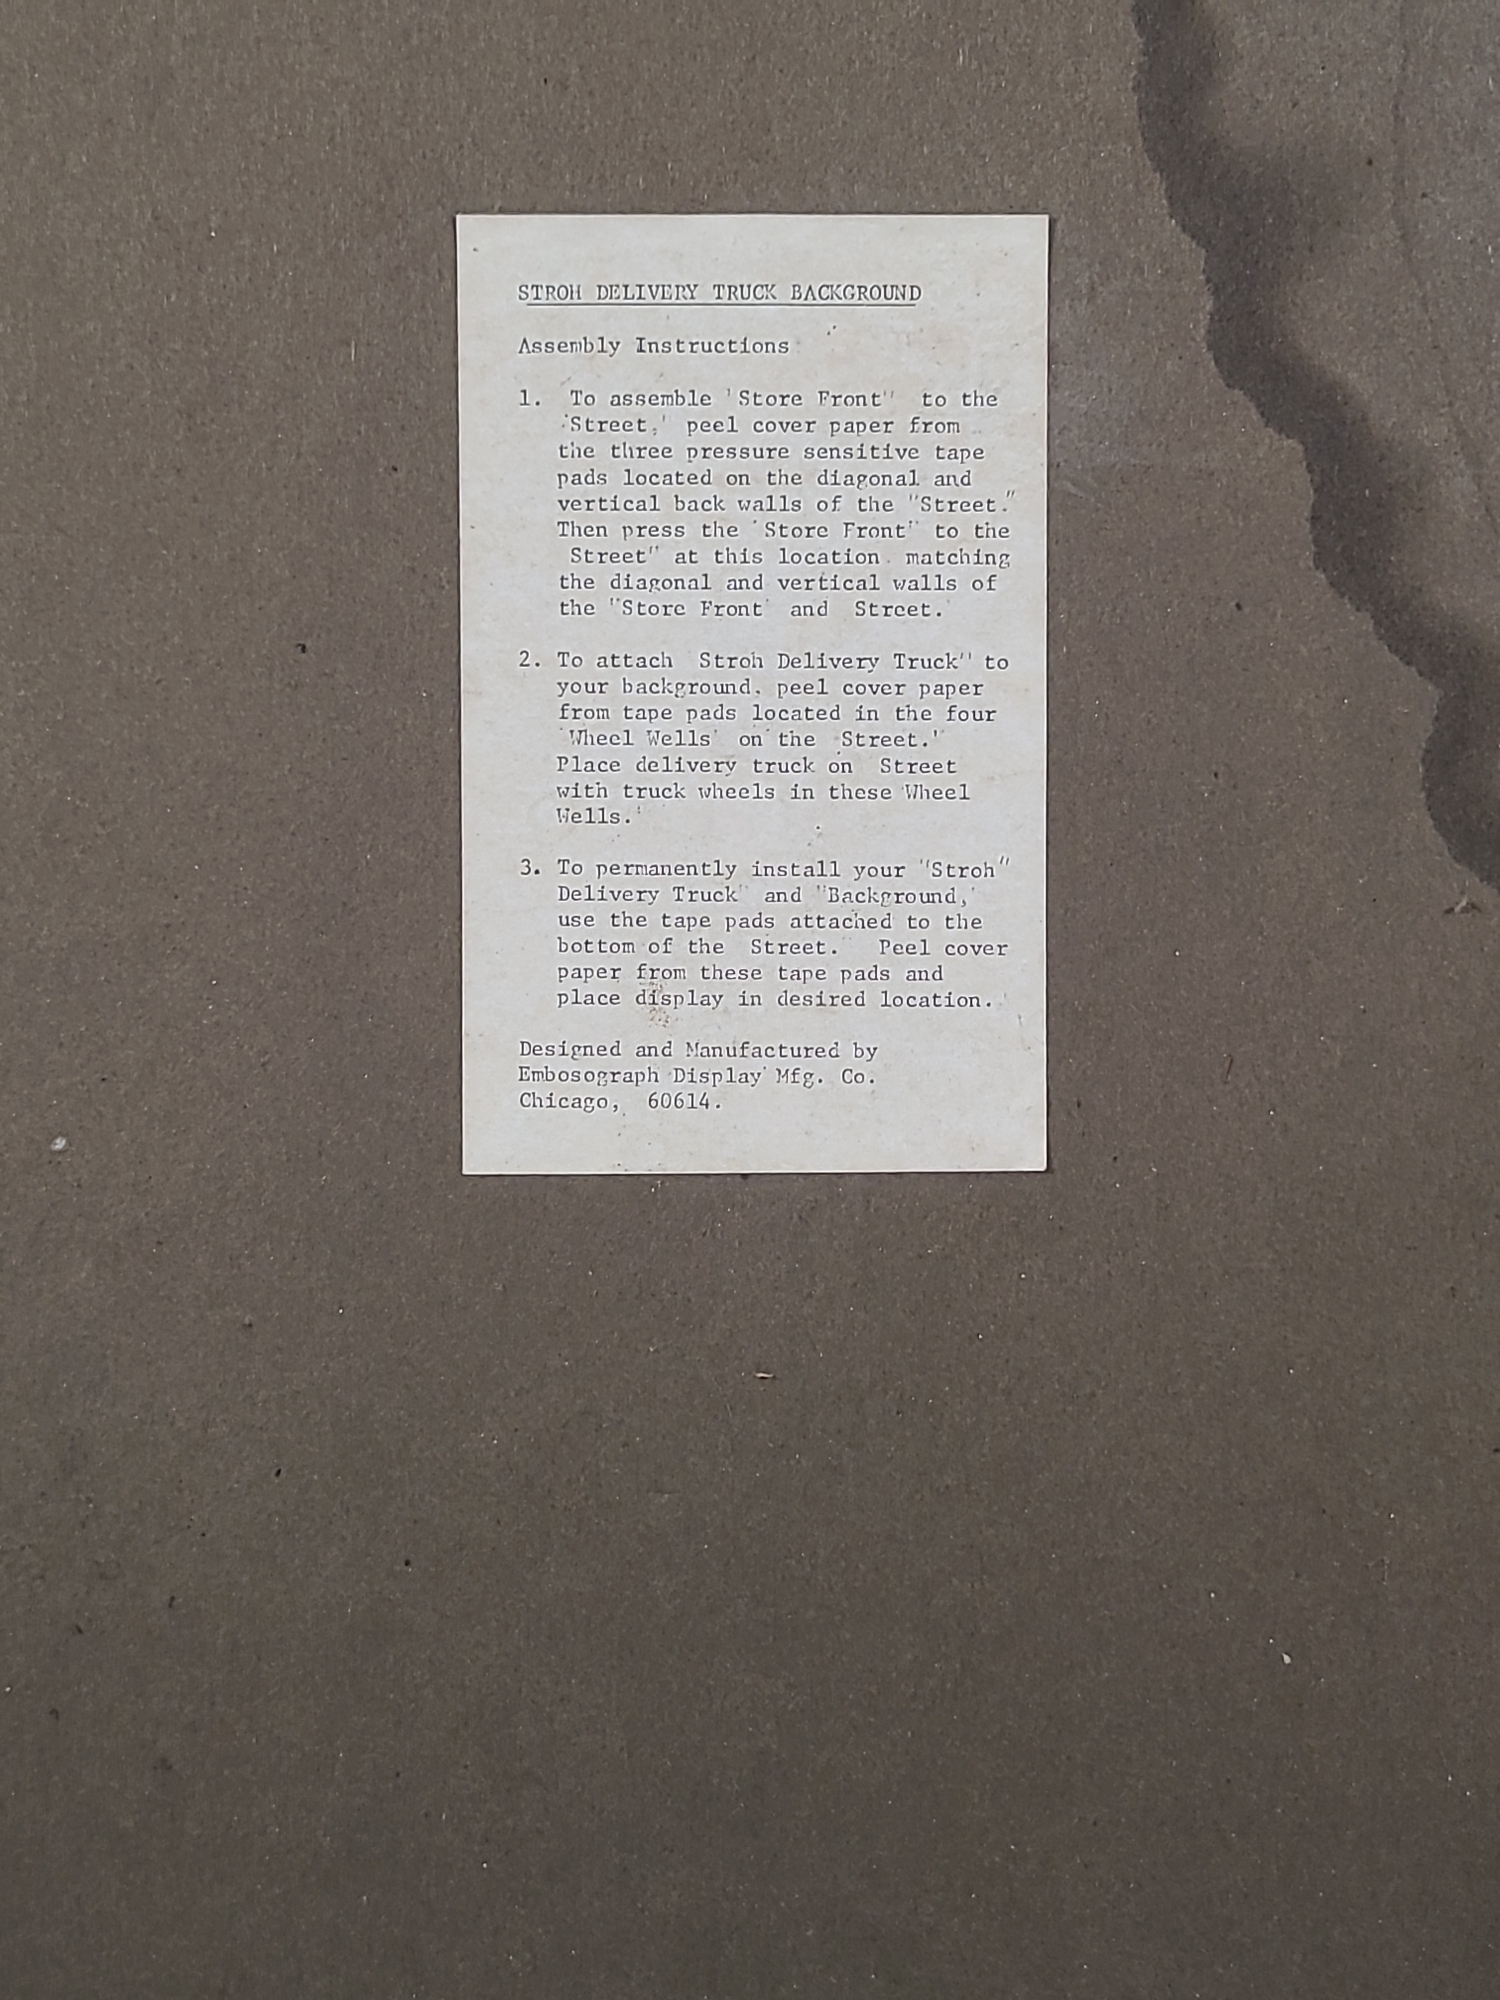 STROH DELIVERY TRUCK BACKGROUND
Assembly Instructions
1. To assemble 'Store Front" to the
'Street,' peel cover paper from
the three pressure sensitive tape
pads located on the diagonal and
vertical back walls of the "Street."
Then press the 'Store Front" to the
Street" at this location matching
the diagonal and vertical walls of
the "Store Front' and Street.'
2. To attach Stroh Delivery Truck" to
your background, peel cover paper
from tape pads located in the four
'Wheel Wells' on the Street.'
Place delivery truck on Street
with truck wheels in these 'Wheel
Wells.'
3. To permanently install your "Stroh"
Delivery Truck" and "Background,'
use the tape pads attached to the
bottom of the Street." Peel cover
paper from these tape pads and
place display in desired location.
Designed and Manufactured by
Embosograph Display Mfg. Co.
Chicago, 60614.